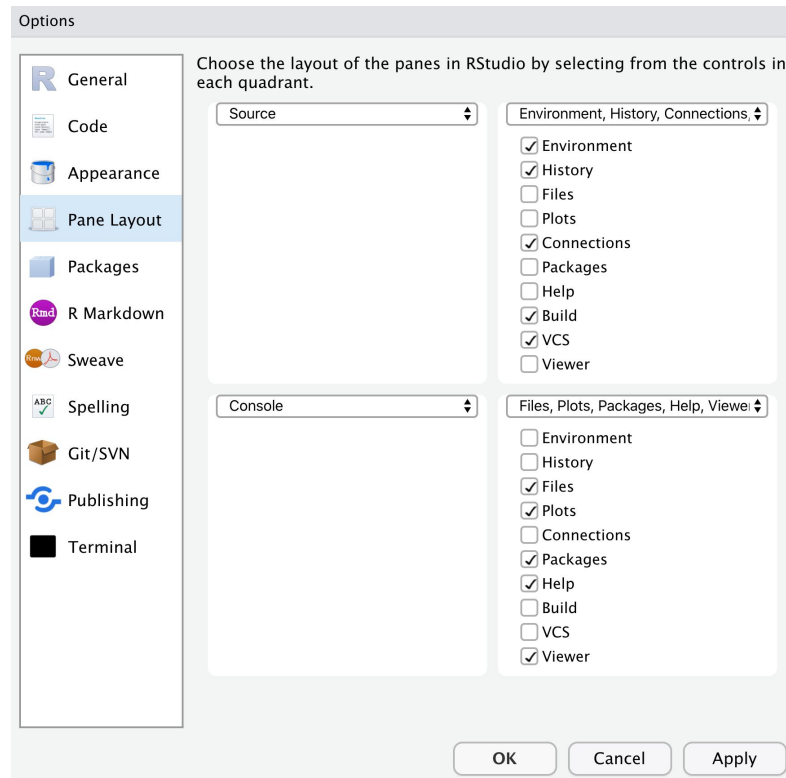 Options
General
Code
Appearance
Pane Layout
Packages
Rmd
R Markdown
Rnw
Sweave
ABC
Spelling
Git/SVN
Publishing
Terminal
Choose the layout of the panes in RStudio by selecting from the controls in
each quadrant.
Source
Environment, History, Connections,
Environment
History
Files
Plots
Connections
Packages
Help
Build
VCS
Viewer
Console
Files, Plots, Packages, Help, Viewer
Environment
History
Files
Plots
Connections
Packages
Help
Build
VCS
Viewer
OK
Cancel
Apply